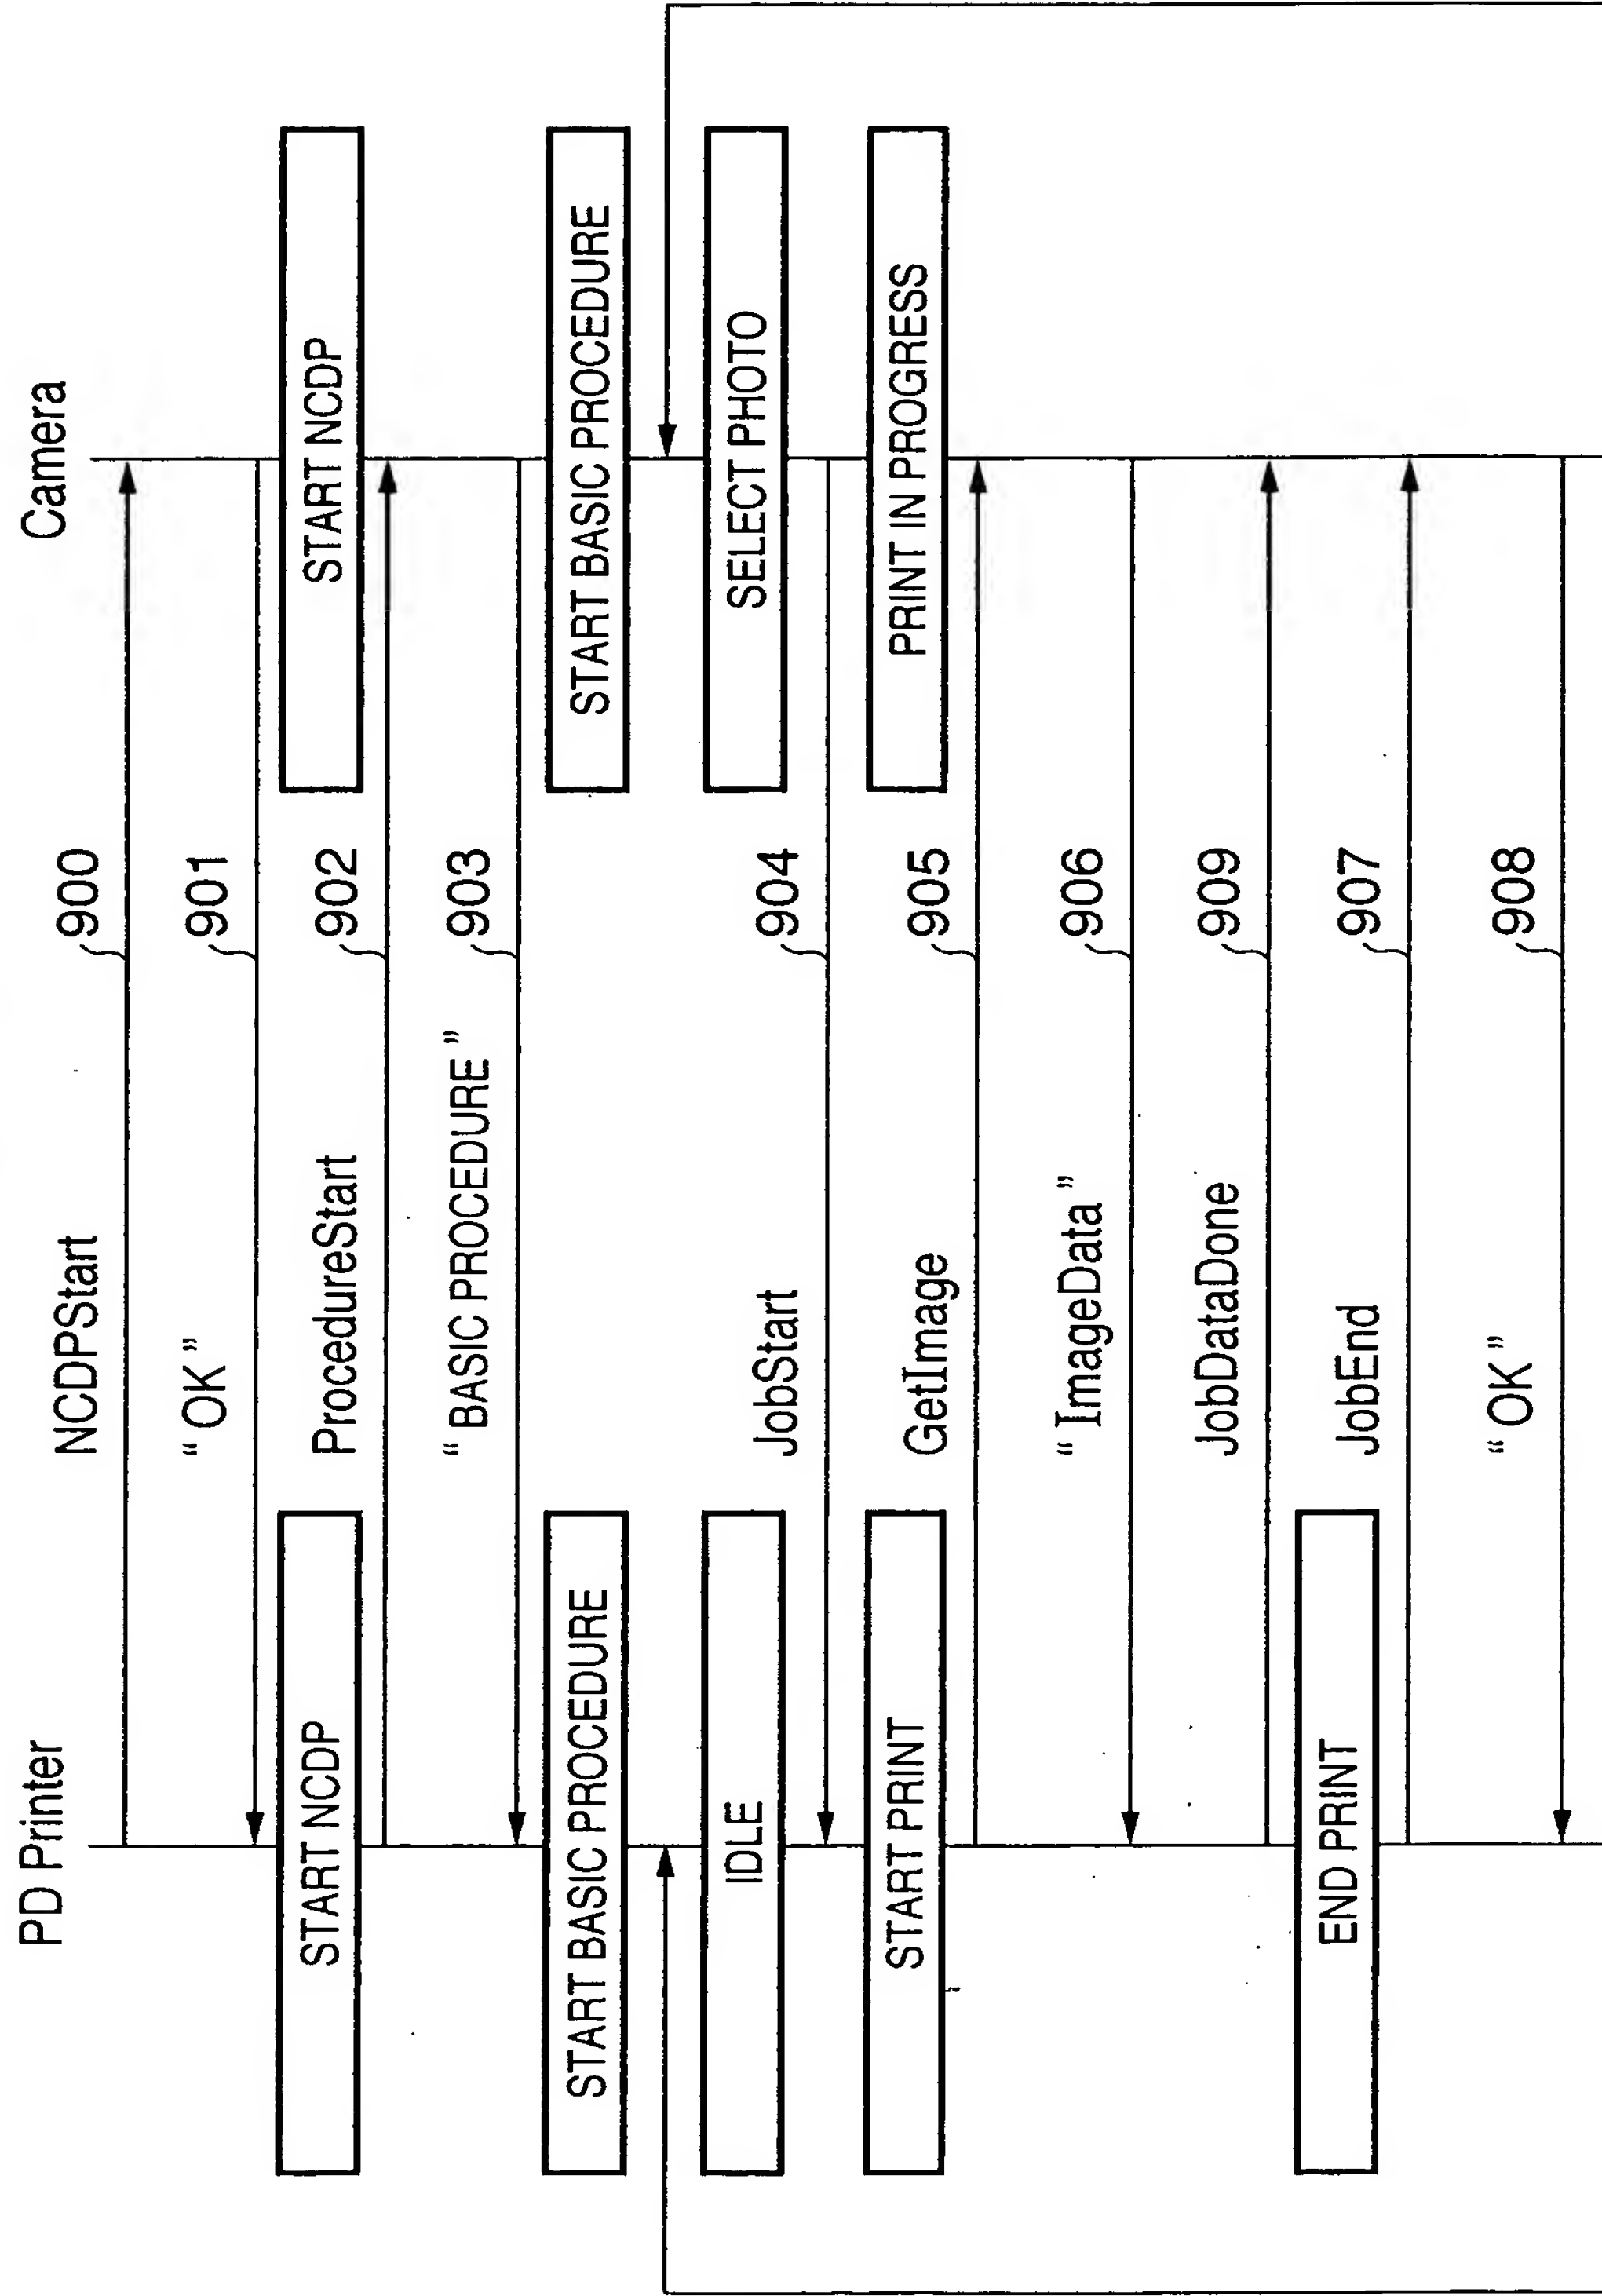 PD Printer
Camera
NCDPStart
900
“ OK ”
901
START NCDP
START NCDP
ProcedureStart
902
“ BASIC PROCEDURE ”
903
START BASIC PROCEDURE
START BASIC PROCEDURE
IDLE
SELECT PHOTO
JobStart
904
START PRINT
PRINT IN PROGRESS
GetImage
905
“ ImageData ”
906
JobDataDone
909
END PRINT
JobEnd
907
“ OK ”
908